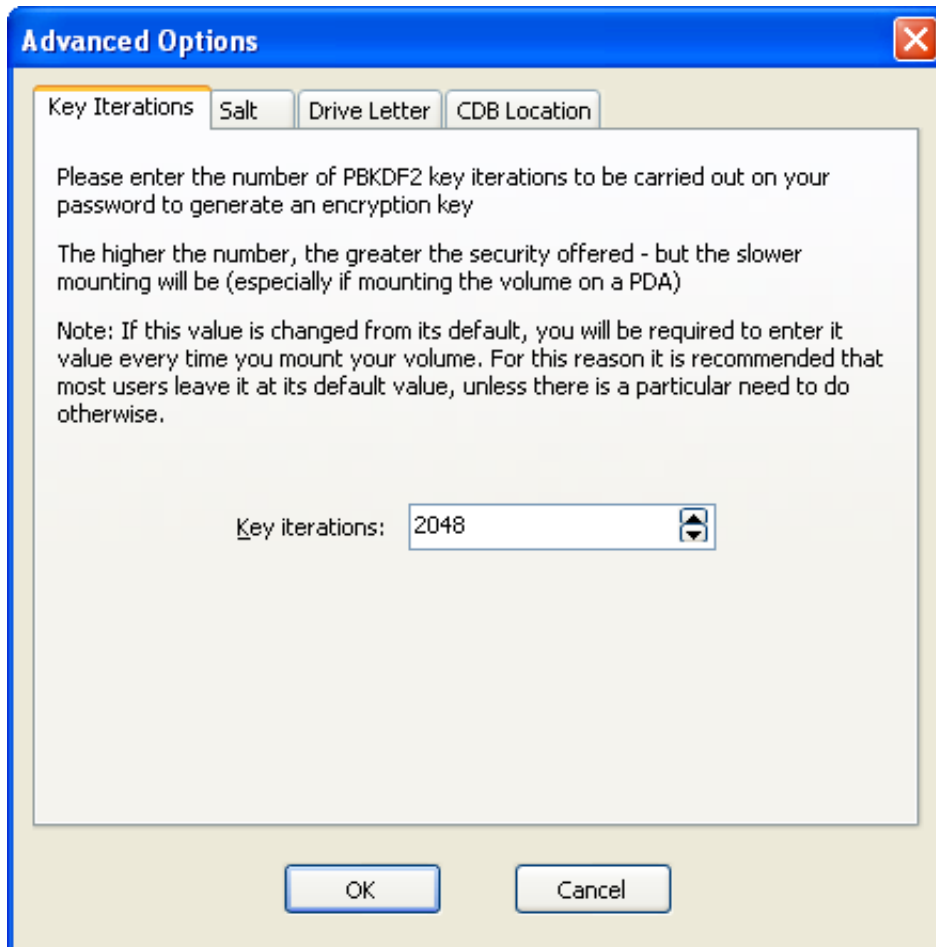 Advanced Options
Key Iterations Salt Drive Letter CDB Location
Please enter the number of PBKDF2 key iterations to be carried out on your
password to generate an encryption key
The higher the number, the greater the security offered - but the slower
mounting will be (especially if mounting the volume on a PDA)
Note: If this value is changed from its default, you will be required to enter it
value every time you mount your volume. For this reason it is recommended that
most users leave it at its default value, unless there is a particular need to do
otherwise.
Key iterations: 2048
OK Cancel